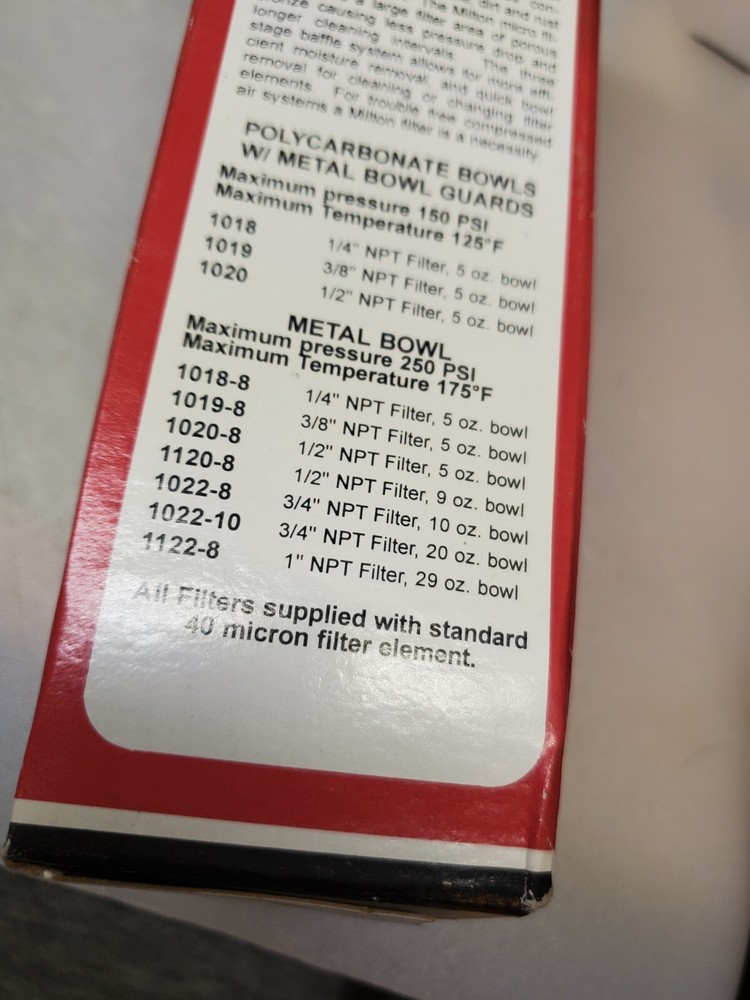 dirt and rust
The Milton micro fil-
a large filter area of porous
bronze causing less pressure drop and
longer cleaning intervals. The three
stage baffle system allows for more effi-
cient moisture removal, and quick bowl
removal for cleaning or changing filter
elements. For trouble free compressed
air systems a Milton filter is a necessity.
POLYCARBONATE BOWLS
W/ METAL BOWL GUARDS
Maximum pressure 150 PSI
Maximum Temperature 125°F
1018 1/4" NPT Filter, 5 oz. bowl
1019 3/8" NPT Filter, 5 oz. bowl
1020 1/2" NPT Filter, 5 oz. bowl
METAL BOWL
Maximum pressure 250 PSI
Maximum Temperature 175°F
1018-8 1/4" NPT Filter, 5 oz. bowl
1019-8 3/8" NPT Filter, 5 oz. bowl
1020-8 1/2" NPT Filter, 5 oz. bowl
1120-8 1/2" NPT Filter, 9 oz. bowl
1022-8 3/4" NPT Filter, 10 oz. bowl
1022-10 3/4" NPT Filter, 20 oz. bowl
1122-8 1" NPT Filter, 29 oz. bowl
All Filters supplied with standard
40 micron filter element.